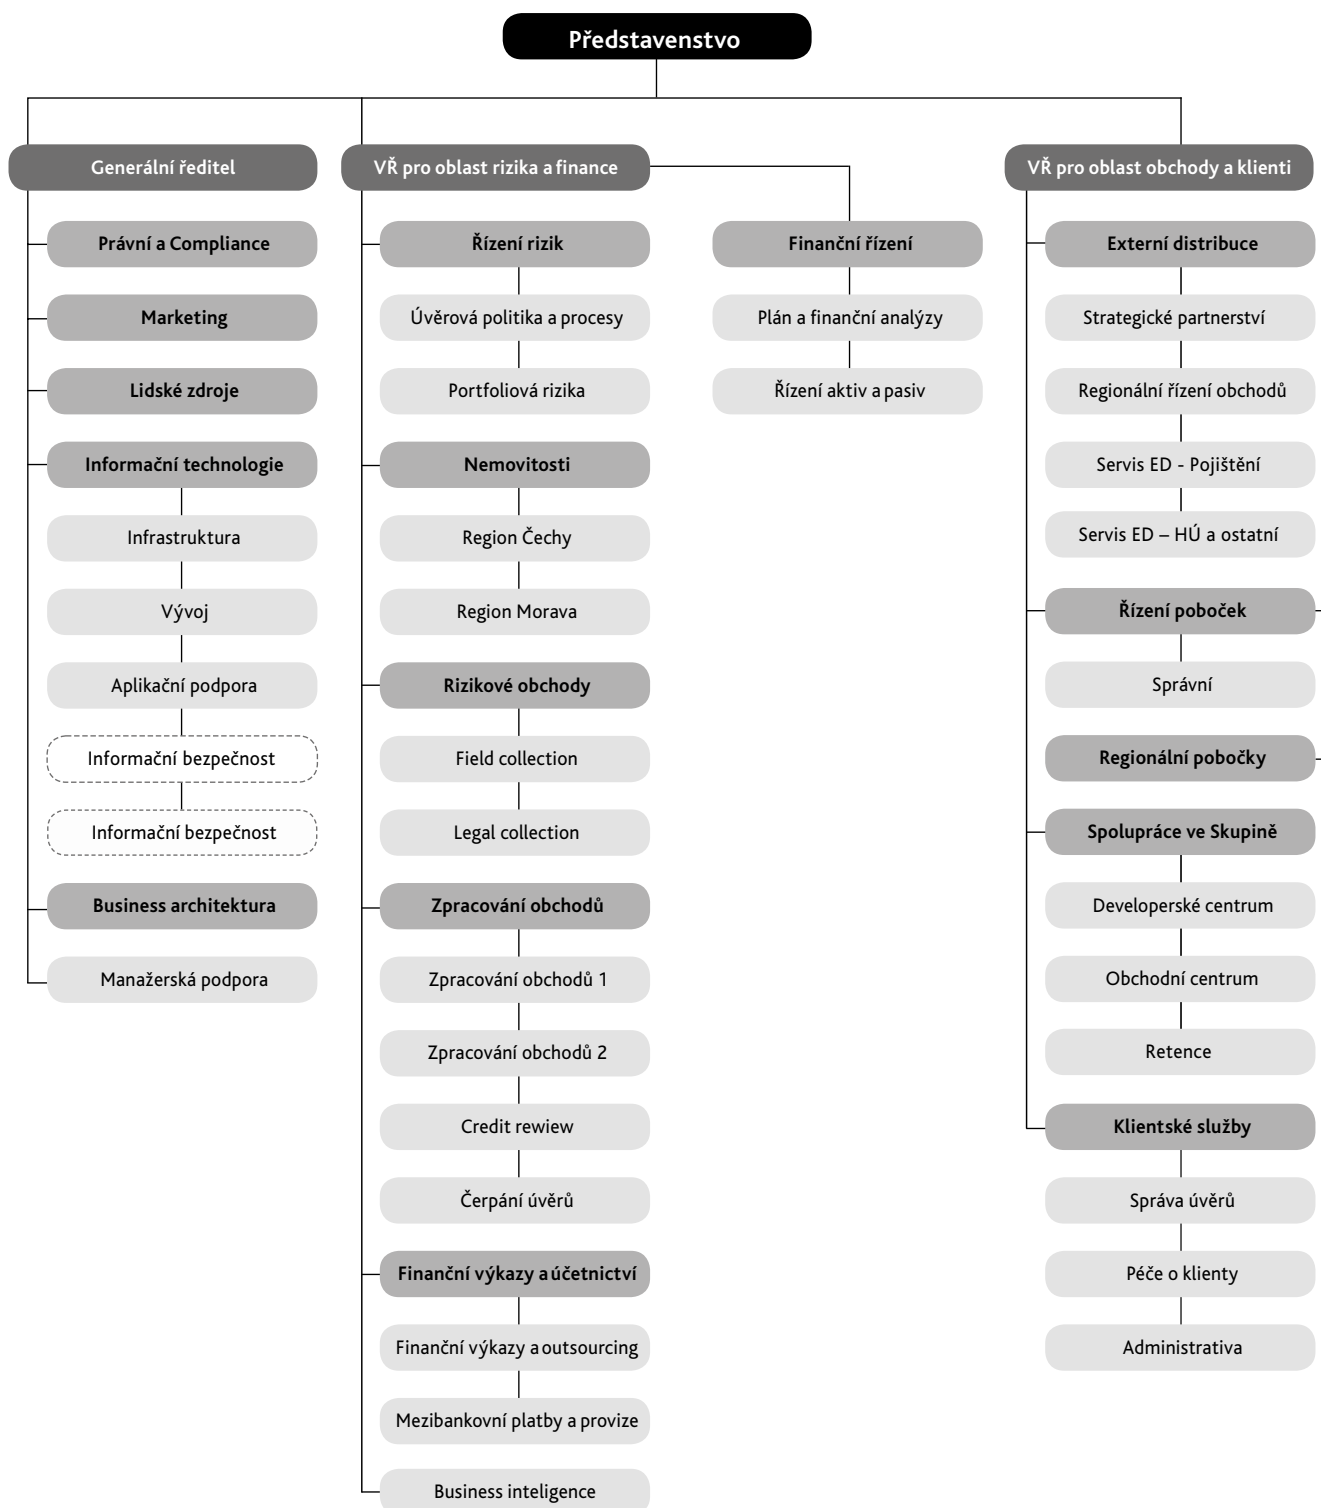 Představenstvo
Generální ředitel
Právní a Compliance
Marketing
Lidské zdroje
Informační technologie
Infrastruktura
Vývoj
Aplikační podpora
Informační bezpečnost
Informační bezpečnost
Business architektura
Manažerská podpora
VŘ pro oblast rizika a finance
Řízení rizik
Úvěrová politika a procesy
Portfoliová rizika
Nemovitosti
Region Čechy
Region Morava
Rizikové obchody
Field collection
Legal collection
Zpracování obchodů
Zpracování obchodů 1
Zpracování obchodů 2
Credit rewiew
Čerpání úvěrů
Finanční výkazy a účetnictví
Finanční výkazy a outsourcing
Mezibankovní platby a provize
Business inteligence
Finanční řízení
Plán a finanční analýzy
Řízení aktiv a pasiv
VŘ pro oblast obchody a klienti
Externí distribuce
Strategické partnerství
Regionální řízení obchodů
Servis ED - Pojištění
Servis ED – HÚ a ostatní
Řízení poboček
Správní
Regionální pobočky
Spolupráce ve Skupině
Developerské centrum
Obchodní centrum
Retence
Klientské služby
Správa úvěrů
Péče o klienty
Administrativa